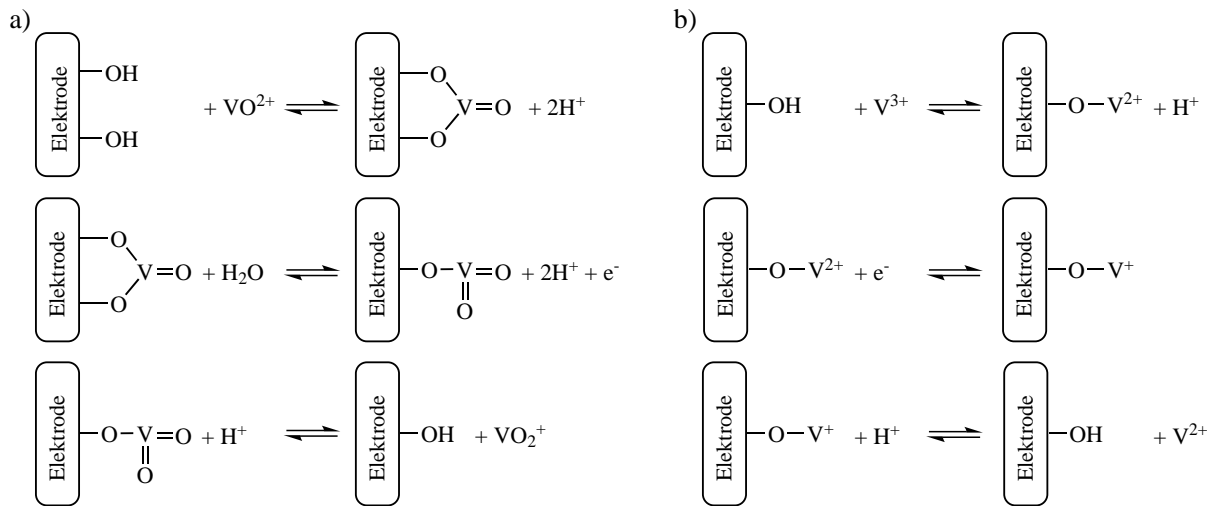 a)
Elektrode
OH
OH
+ VO²⁺
Elektrode
O
O
V=O
+ 2H⁺
Elektrode
O
O
V=O
+ H₂O
Elektrode
O
V
O
O
+ 2H⁺ + e⁻
Elektrode
O
V
O
O
+ H⁺
Elektrode
OH
+ VO₂⁺
b)
Elektrode
OH
+ V³⁺
Elektrode
O
V²⁺
+ H⁺
Elektrode
O
V²⁺
+ e⁻
Elektrode
O
V⁺
Elektrode
O
V⁺
+ H⁺
Elektrode
OH
+ V²⁺